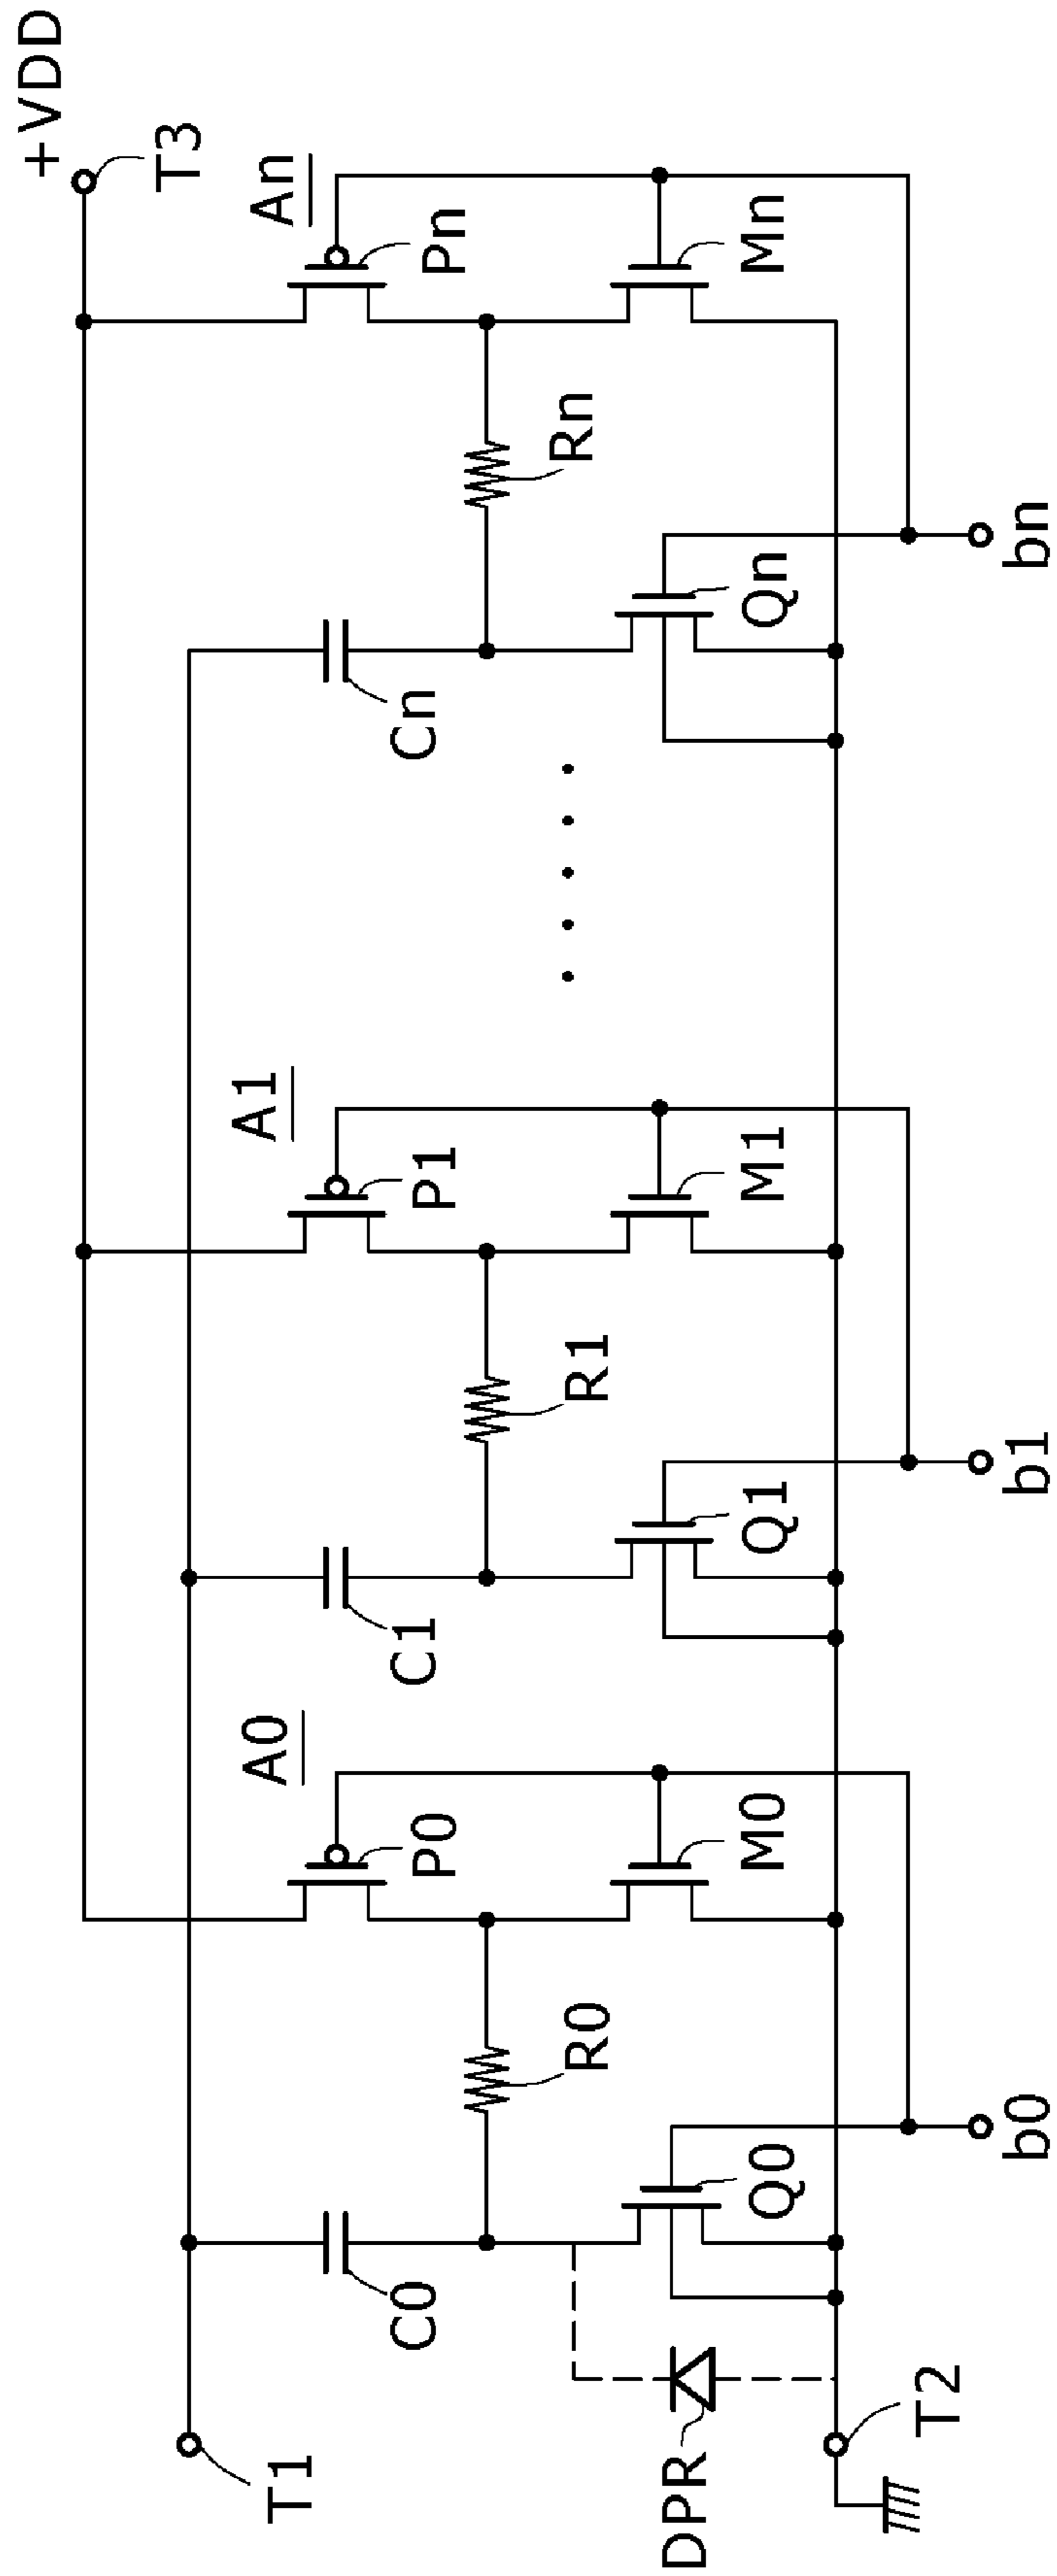 +VDD
T3
A0
A1
An
P0
P1
Pn
T1
C0
R0
C1
R1
Cn
Rn
DPR
Q0
M0
Q1
M1
Qn
Mn
T2
b0
b1
bn